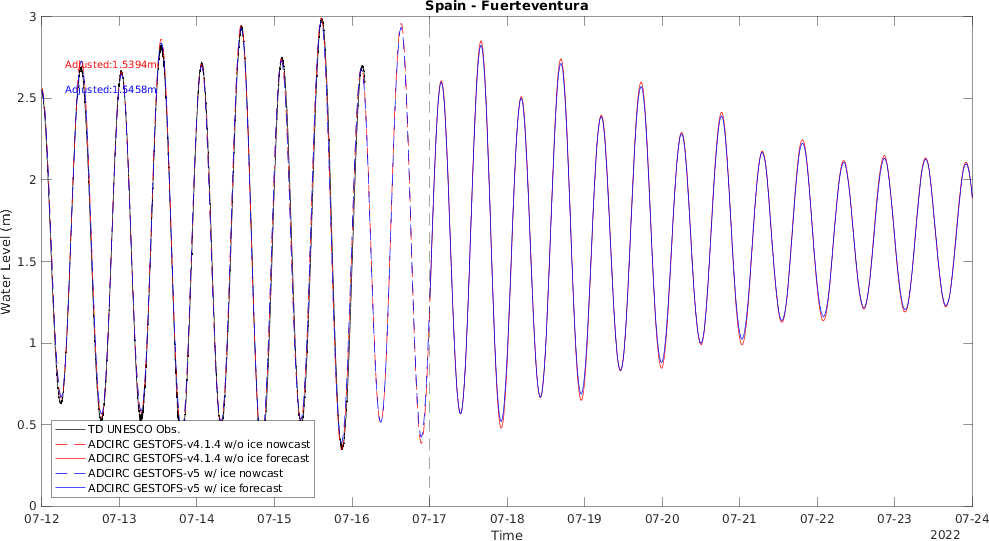 Spain - Fuerteventura
3
Adjusted:1.5394m
Adjusted:1.5458m
2.5
2
1.5
1
0.5
0
Water Level (m)
TD UNESCO Obs.
ADCIRC GESTOFS-v4.1.4 w/o ice nowcast
ADCIRC GESTOFS-v4.1.4 w/o ice forecast
ADCIRC GESTOFS-v5 w/ ice nowcast
ADCIRC GESTOFS-v5 w/ ice forecast
07-12 07-13 07-14 07-15 07-16 07-17 07-18 07-19 07-20 07-21 07-22 07-23 07-24
Time
2022